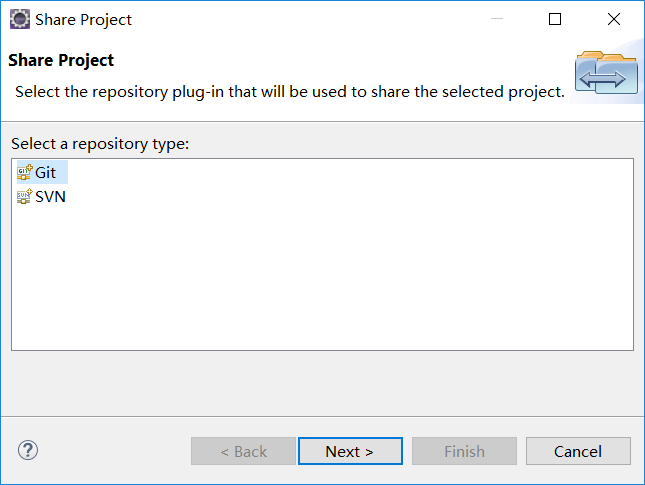 Share Project
Share Project
Select the repository plug-in that will be used to share the selected project.
Select a repository type:
Git
SVN
?
< Back
Next >
Finish
Cancel